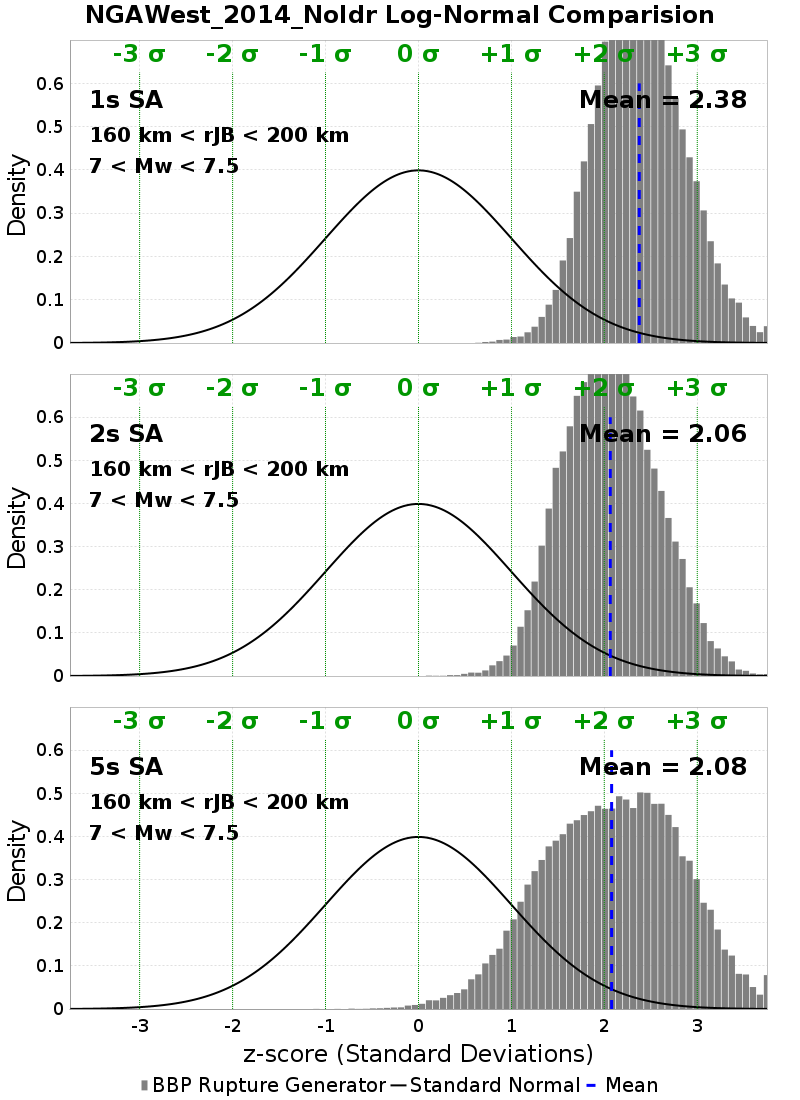 NGAWest_2014_NoIdr Log-Normal Comparision
-3 σ -2 σ -1 σ 0 σ +1 σ +2 σ +3 σ
0.6
1s SA
Mean = 2.38
0.5
160 km < rJB < 200 km
0.4
7 < Mw < 7.5
0.3
0.2
0.1
0
Density
-3 σ -2 σ -1 σ 0 σ +1 σ +2 σ +3 σ
0.6
2s SA
Mean = 2.06
0.5
160 km < rJB < 200 km
0.4
7 < Mw < 7.5
0.3
0.2
0.1
0
Density
-3 σ -2 σ -1 σ 0 σ +1 σ +2 σ +3 σ
0.6
5s SA
Mean = 2.08
0.5
160 km < rJB < 200 km
0.4
7 < Mw < 7.5
0.3
0.2
0.1
0
Density
-3 -2 -1 0 1 2 3
z-score (Standard Deviations)
BBP Rupture Generator Standard Normal Mean